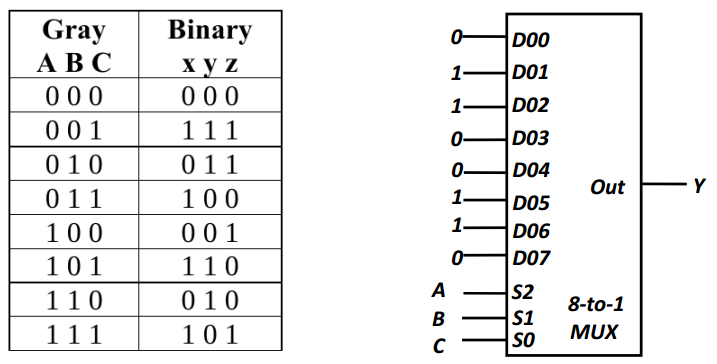 Gray Binary
A B C x y z
0 0 0 0 0 0
0 0 1 1 1 1
0 1 0 0 1 1
0 1 1 1 0 0
1 0 0 0 0 1
1 0 1 1 1 0
1 1 0 0 1 0
1 1 1 1 0 1
0 D00
1 D01
1 D02
0 D03
0 D04
1 D05
1 D06
0 D07
Out Y
A S2
B S1
C S0
8-to-1
MUX